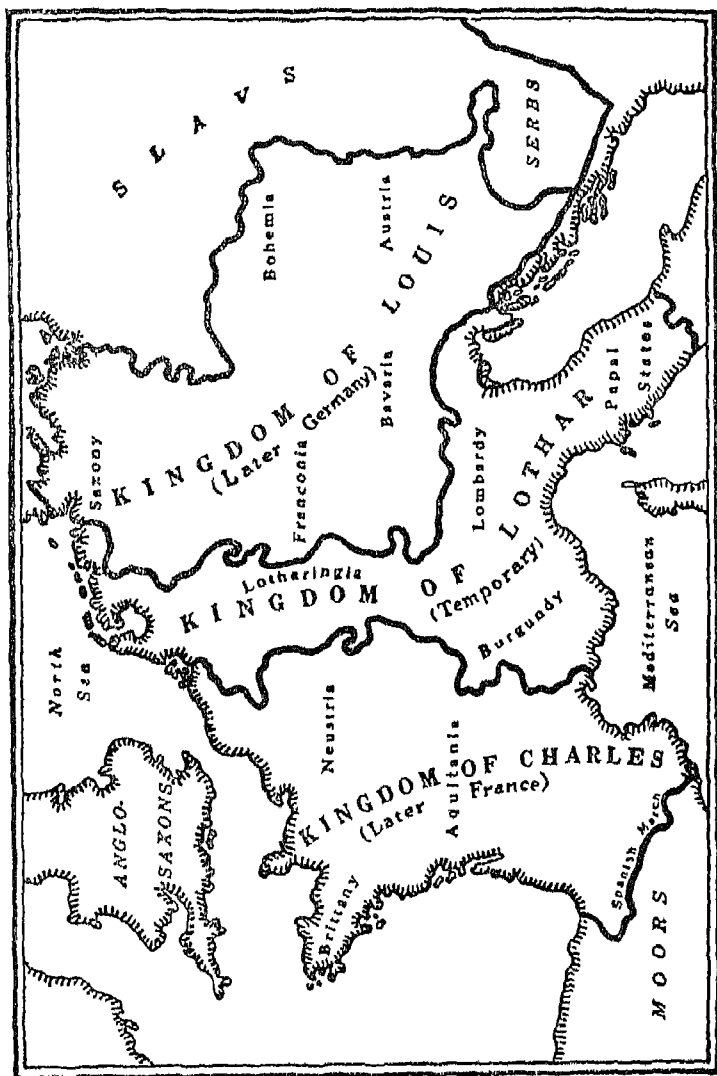 SLAVS
SERBS
Bohemia
Austria
KINGDOM OF LOUIS
(Later Germany)
Saxony
Franconia
Bavaria
Lombardy
Papal
States
Lotharingia
KINGDOM OF LOTHAR
(Temporary)
Burgundy
Mediterranean
Sea
North
Sea
Neustria
Aquitania
KINGDOM OF CHARLES
(Later France)
ANGLO-
SAXONS
Brittany
Spanish March
MOORS